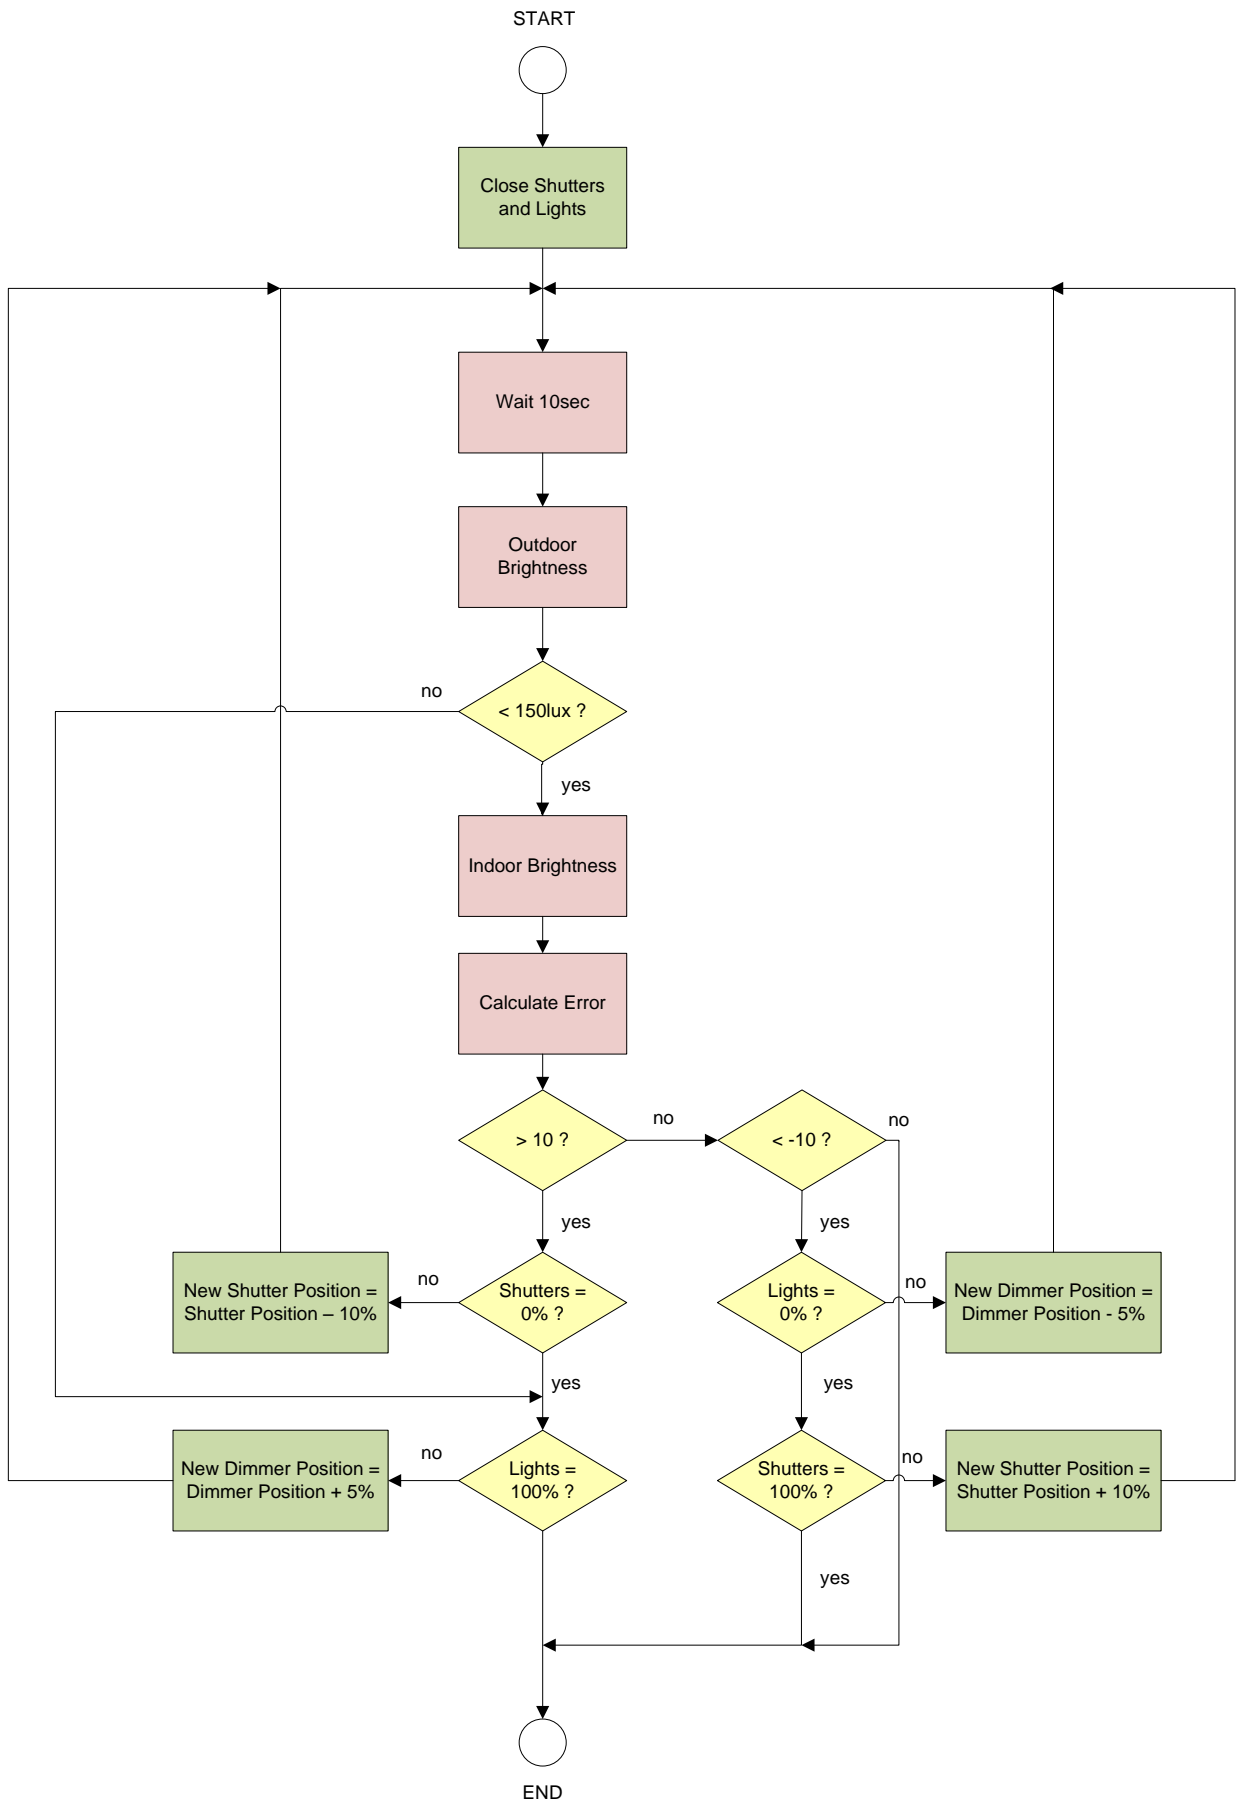 START
Close Shutters
and Lights
Wait 10sec
Outdoor
Brightness
no
< 150lux ?
yes
Indoor Brightness
Calculate Error
> 10 ?
no
< -10 ?
no
yes
yes
New Shutter Position =
Shutter Position – 10%
no
Shutters =
0% ?
Lights =
0% ?
no
New Dimmer Position =
Dimmer Position - 5%
yes
yes
New Dimmer Position =
Dimmer Position + 5%
no
Lights =
100% ?
Shutters =
100% ?
no
New Shutter Position =
Shutter Position + 10%
yes
END